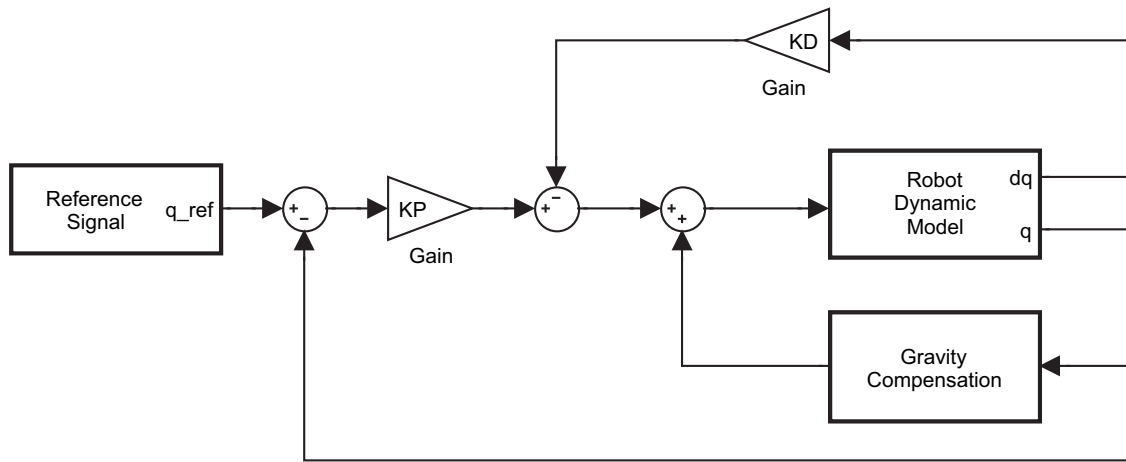 KD
Gain
Reference
Signal
q_ref
+
−
KP
Gain
+
−
+
+
Robot
Dynamic
Model
dq
q
Gravity
Compensation